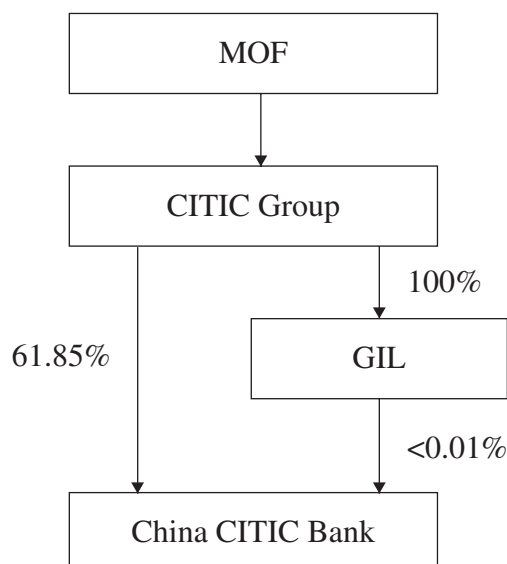 MOF
CITIC Group
100%
61.85%
GIL
<0.01%
China CITIC Bank